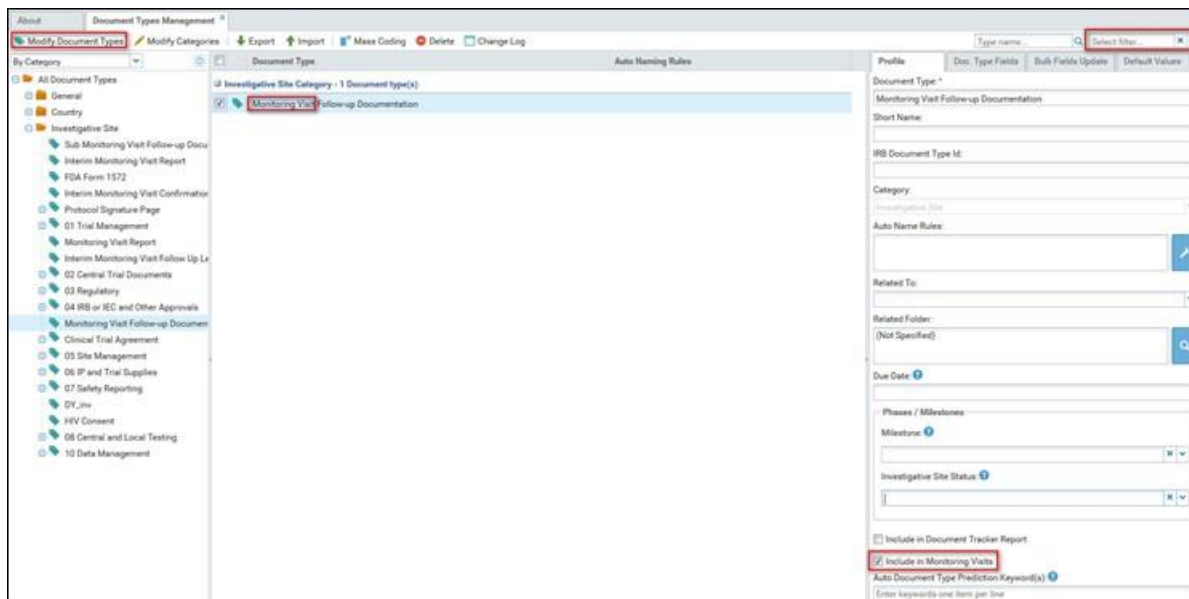 About Document Types Management
Modify Document Types Modify Categories Export Import Mass Coding Delete Change Log Type name... Select filter...
By Category Document Type Auto Naming Rules
All Document Types
General
Country
Investigative Site
Sub Monitoring Visit Follow-up Docu
Interim Monitoring Visit Report
FDA Form 1572
Interim Monitoring Visit Confirmation
Protocol Signature Page
01 Trial Management
Monitoring Visit Report
Interim Monitoring Visit Follow Up Le
02 Central Trial Documents
03 Regulatory
04 IRB or IEC and Other Approvals
Monitoring Visit Follow-up Documen
Clinical Trial Agreement
05 Site Management
06 IP and Trial Supplies
07 Safety Reporting
DY_inv
HIV Consent
08 Central and Local Testing
10 Data Management
Investigative Site Category - 1 Document type(s)
Monitoring Visit Follow-up Documentation
Profile Doc. Type Fields Bulk Fields Update Default Values
Document Type: *
Monitoring Visit Follow-up Documentation
Short Name:
IRB Document Type Id:
Category:
Investigative Site
Auto Name Rules:
Related To:
Related Folder:
(Not Specified)
Due Date:
Phases / Milestones
Milestone:
Investigative Site Status:
Include in Document Tracker Report
Include in Monitoring Visits
Auto Document Type Prediction Keyword(s):
Enter keywords one item per line